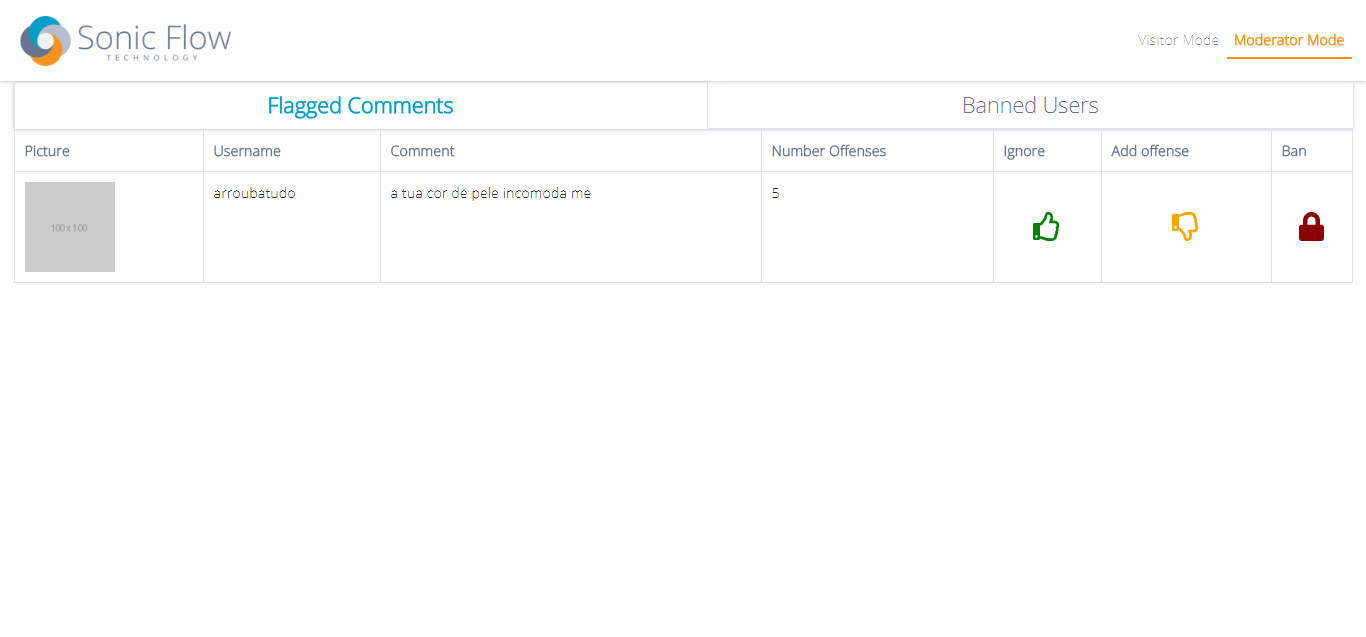 Sonic Flow
TECHNOLOGY
Visitor Mode Moderator Mode
Flagged Comments Banned Users
Picture Username Comment Number Offenses Ignore Add offense Ban
100 x 100 arroubatudo a tua cor de pele incomoda me 5